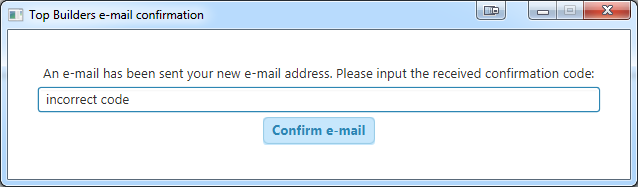 Top Builders e-mail confirmation
An e-mail has been sent your new e-mail address. Please input the received confirmation code:
incorrect code
Confirm e-mail